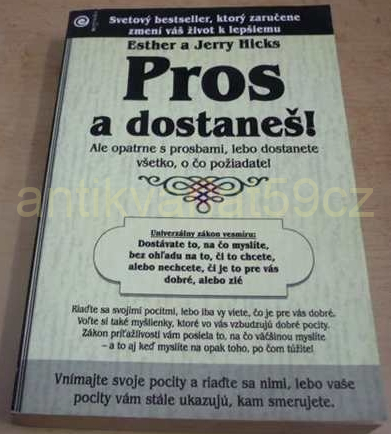 Svetový bestseller, ktorý zaručene
zmení váš život k lepšiemu
Esther a Jerry Hicks
Pros
a dostaneš!
Ale opatrne s prosbami, lebo dostanete
všetko, o čo požiadate!
antikvariat59cz
Univerzálny zákon vesmíru:
Dostávate to, na čo myslíte,
bez ohľadu na to, či to chcete,
alebo nechcete, či je to pre vás
dobré, alebo zlé
Riaďte sa svojimi pocitmi, lebo iba vy viete, čo je pre vás dobré.
Voľte si také myšlienky, ktoré vo vás vzbudzujú dobré pocity.
Zákon príťažlivosti vám posiela to, na čo väčšinou myslíte
– a to aj keď myslíte na opak toho, po čom túžite!
Vnímajte svoje pocity a riaďte sa nimi, lebo vaše
pocity vám stále ukazujú, kam smerujete.